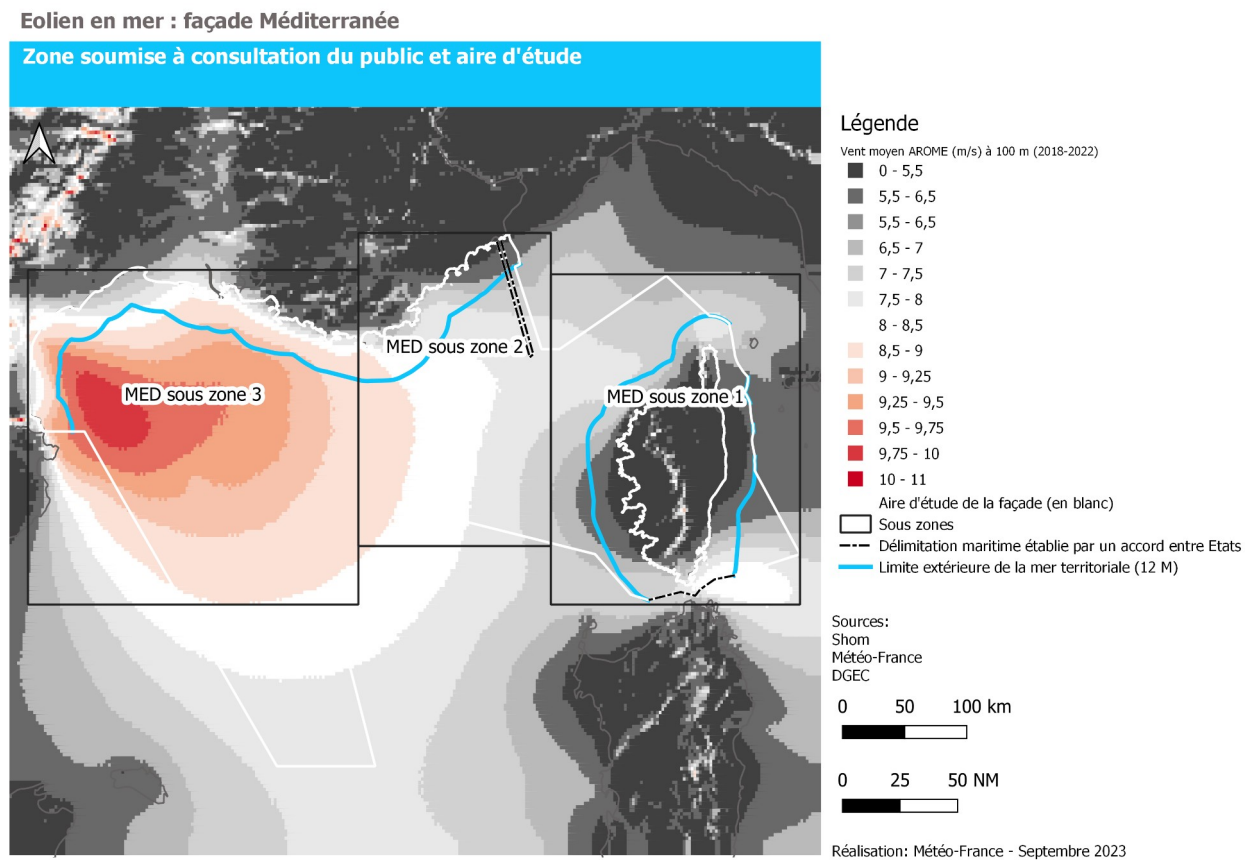 Eolien en mer : façade Méditerranée
Zone soumise à consultation du public et aire d'étude
MED sous zone 2
MED sous zone 3
MED sous zone 1
Légende
Vent moyen AROME (m/s) à 100 m (2018-2022)
0 - 5,5
5,5 - 6,5
5,5 - 6,5
6,5 - 7
7 - 7,5
7,5 - 8
8 - 8,5
8,5 - 9
9 - 9,25
9,25 - 9,5
9,5 - 9,75
9,75 - 10
10 - 11
Aire d'étude de la façade (en blanc)
Sous zones
Délimitation maritime établie par un accord entre Etats
Limite extérieure de la mer territoriale (12 M)
Sources:
Shom
Météo-France
DGEC
0 50 100 km
0 25 50 NM
Réalisation: Météo-France - Septembre 2023